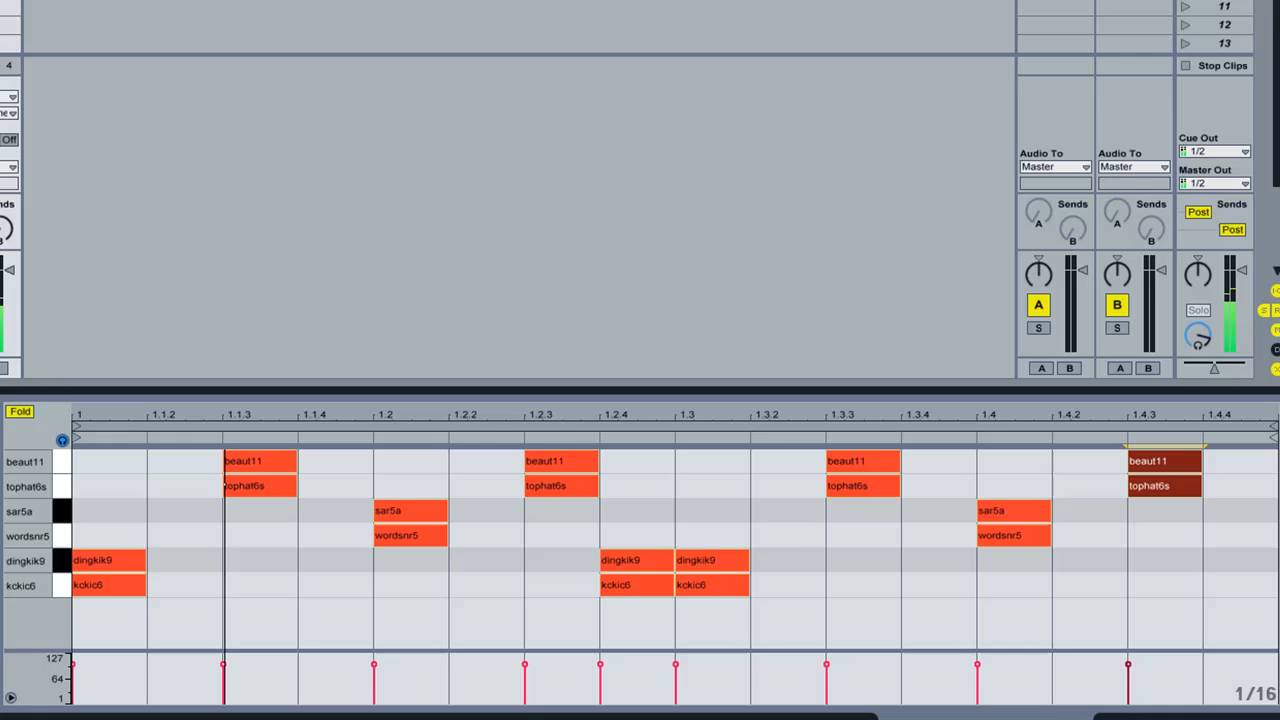 11
12
13
4
Stop Clips
Off
Cue Out
Audio To
Audio To
1/2
Master
Master
Master Out
1/2
Sends
Sends
Sends
A
A
Post
B
B
Post
A
B
Solo
S
S
A B
A B
Fold
1 1.1.2 1.1.3 1.1.4 1.2 1.2.2 1.2.3 1.2.4 1.3 1.3.2 1.3.3 1.3.4 1.4 1.4.2 1.4.3 1.4.4
beaut11 beaut11 beaut11 beaut11 beaut11
tophat6s tophat6s tophat6s tophat6s tophat6s
sar5a sar5a sar5a
wordsnr5 wordsnr5 wordsnr5
dingkik9 dingkik9 dingkik9 dingkik9
kckic6 kckic6 kckic6 kckic6
127
64
1
1/16